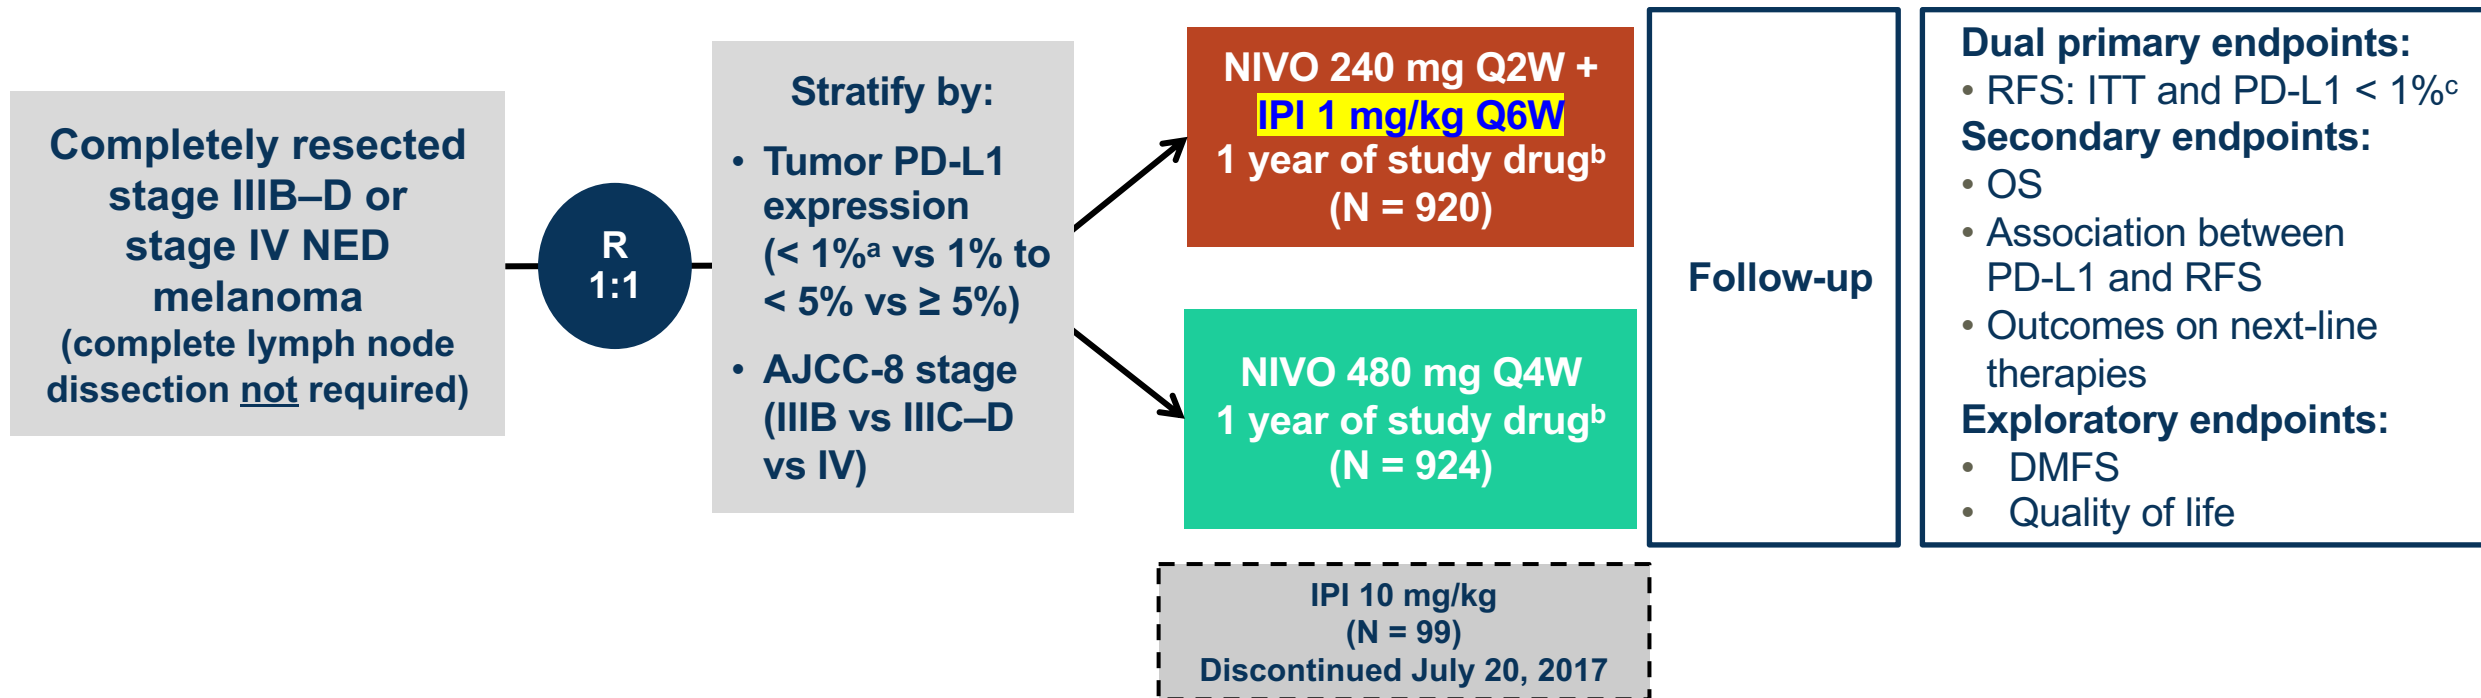 Completely resected
stage IIIB–D or
stage IV NED
melanoma
(complete lymph node
dissection not required)
R
1:1
Stratify by:
• Tumor PD-L1
expression
(< 1%ᵃ vs 1% to
< 5% vs ≥ 5%)
• AJCC-8 stage
(IIIB vs IIIC–D
vs IV)
NIVO 240 mg Q2W +
IPI 1 mg/kg Q6W
1 year of study drugᵇ
(N = 920)
NIVO 480 mg Q4W
1 year of study drugᵇ
(N = 924)
IPI 10 mg/kg
(N = 99)
Discontinued July 20, 2017
Follow-up
Dual primary endpoints:
• RFS: ITT and PD-L1 < 1%ᶜ
Secondary endpoints:
• OS
• Association between
PD-L1 and RFS
• Outcomes on next-line
therapies
Exploratory endpoints:
• DMFS
• Quality of life